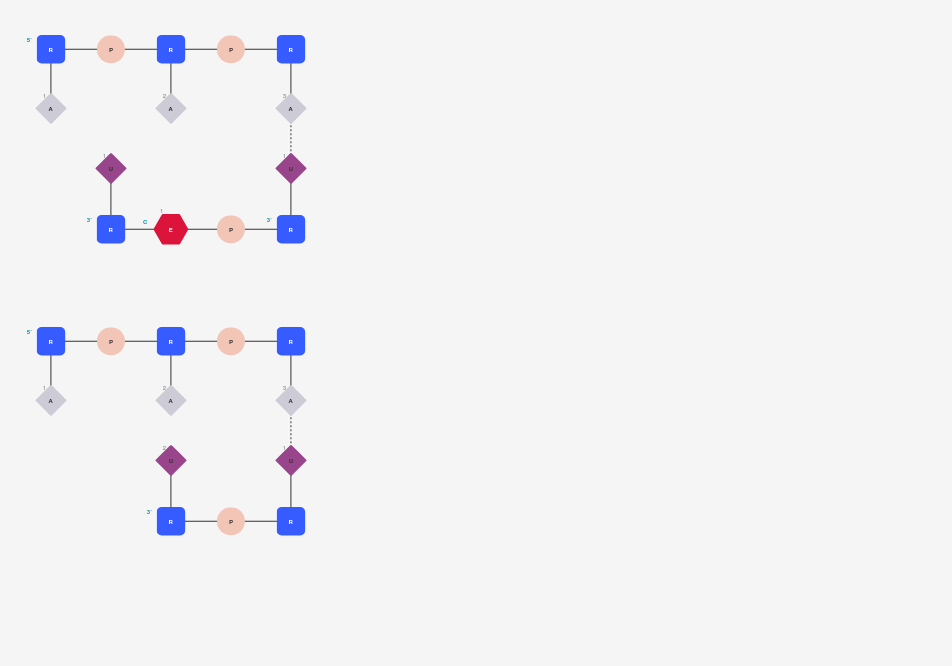 5'
R P R P R
1 2 3
A A A
1 1
U U
3' C 1 3'
R E P R
5'
R P R P R
1 2 3
A A A
2 1
U U
3'
R P R